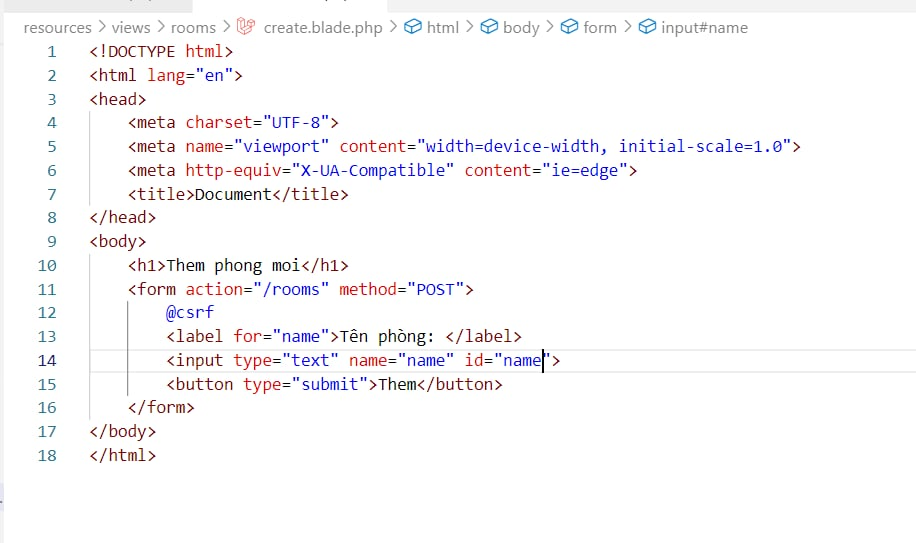 resources > views > rooms > create.blade.php > html > body > form > input#name
1 <!DOCTYPE html>
2 <html lang="en">
3 <head>
4 <meta charset="UTF-8">
5 <meta name="viewport" content="width=device-width, initial-scale=1.0">
6 <meta http-equiv="X-UA-Compatible" content="ie=edge">
7 <title>Document</title>
8 </head>
9 <body>
10 <h1>Them phong moi</h1>
11 <form action="/rooms" method="POST">
12 @csrf
13 <label for="name">Tên phòng: </label>
14 <input type="text" name="name" id="name">
15 <button type="submit">Them</button>
16 </form>
17 </body>
18 </html>